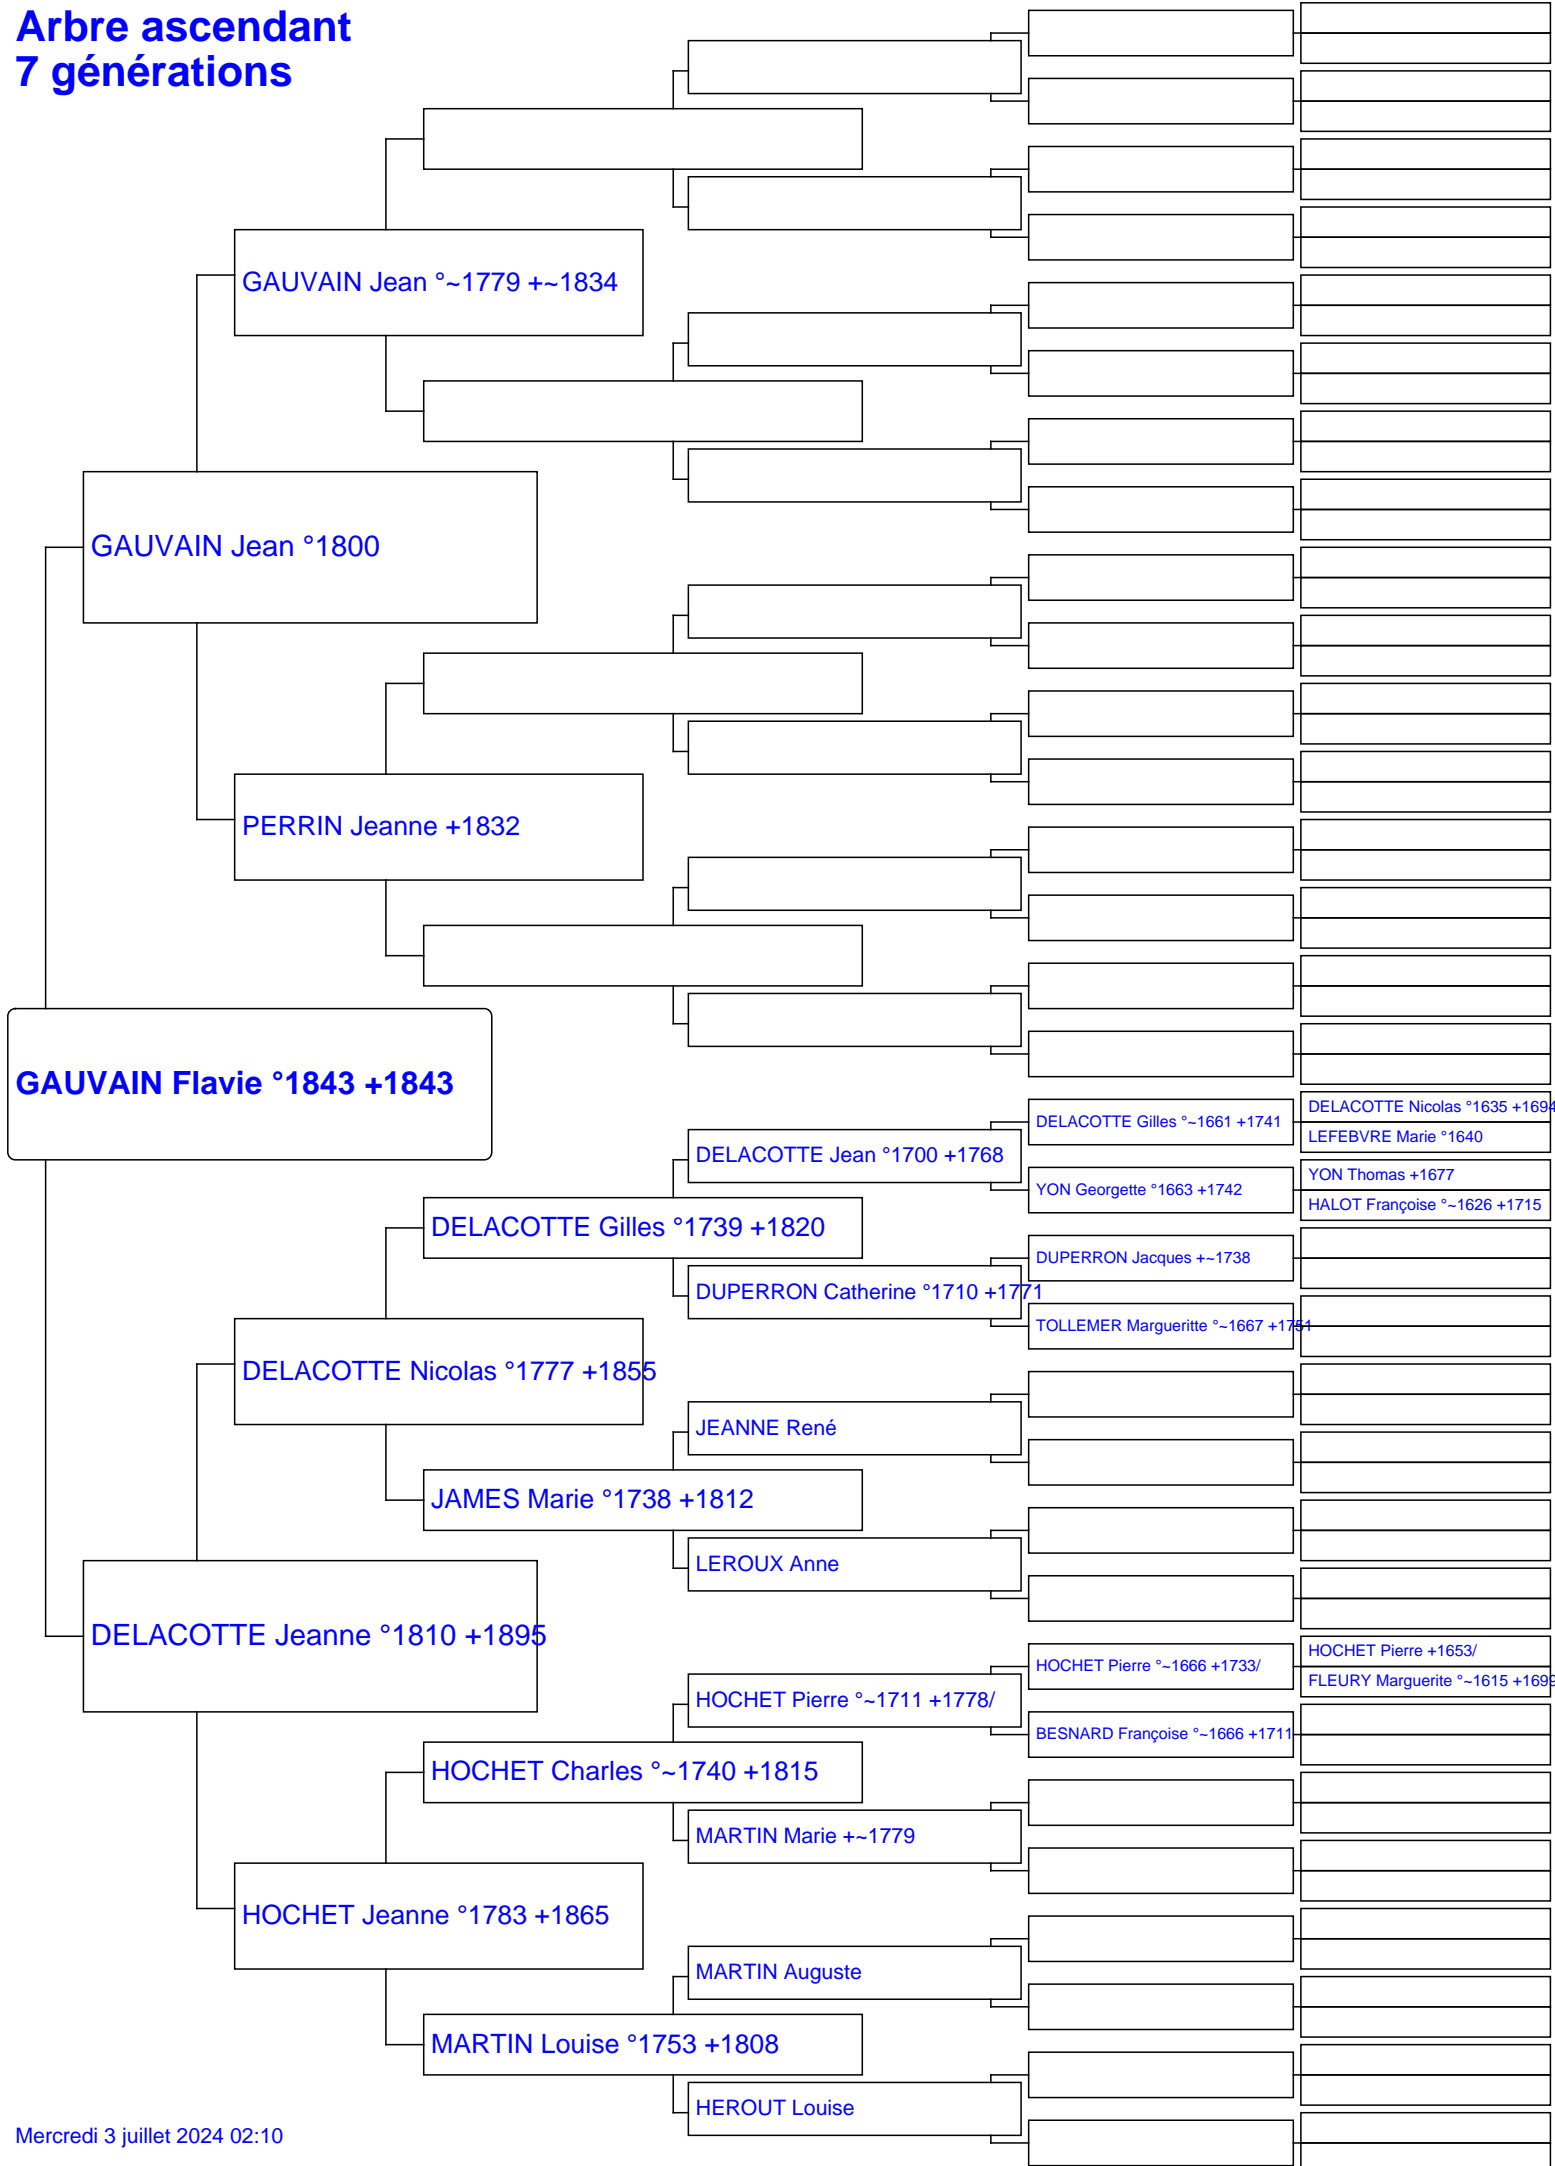 Arbre ascendant
7 générations
GAUVAIN Jean °~1779 +~1834
GAUVAIN Jean °1800
PERRIN Jeanne +1832
GAUVAIN Flavie °1843 +1843
DELACOTTE Nicolas °1635 +1694
DELACOTTE Gilles °~1661 +1741
LEFEBVRE Marie °1640
DELACOTTE Jean °1700 +1768
YON Thomas +1677
YON Georgette °1663 +1742
HALOT Françoise °~1626 +1715
DELACOTTE Gilles °1739 +1820
DUPERRON Jacques +~1738
DUPERRON Catherine °1710 +1771
TOLLEMER Margueritte °~1667 +1751
DELACOTTE Nicolas °1777 +1855
JEANNE René
JAMES Marie °1738 +1812
LEROUX Anne
DELACOTTE Jeanne °1810 +1895
HOCHET Pierre +1653/
HOCHET Pierre °~1666 +1733/
FLEURY Marguerite °~1615 +1699
HOCHET Pierre °~1711 +1778/
BESNARD Françoise °~1666 +1711
HOCHET Charles °~1740 +1815
MARTIN Marie +~1779
HOCHET Jeanne °1783 +1865
MARTIN Auguste
MARTIN Louise °1753 +1808
HEROUT Louise
Mercredi 3 juillet 2024 02:10